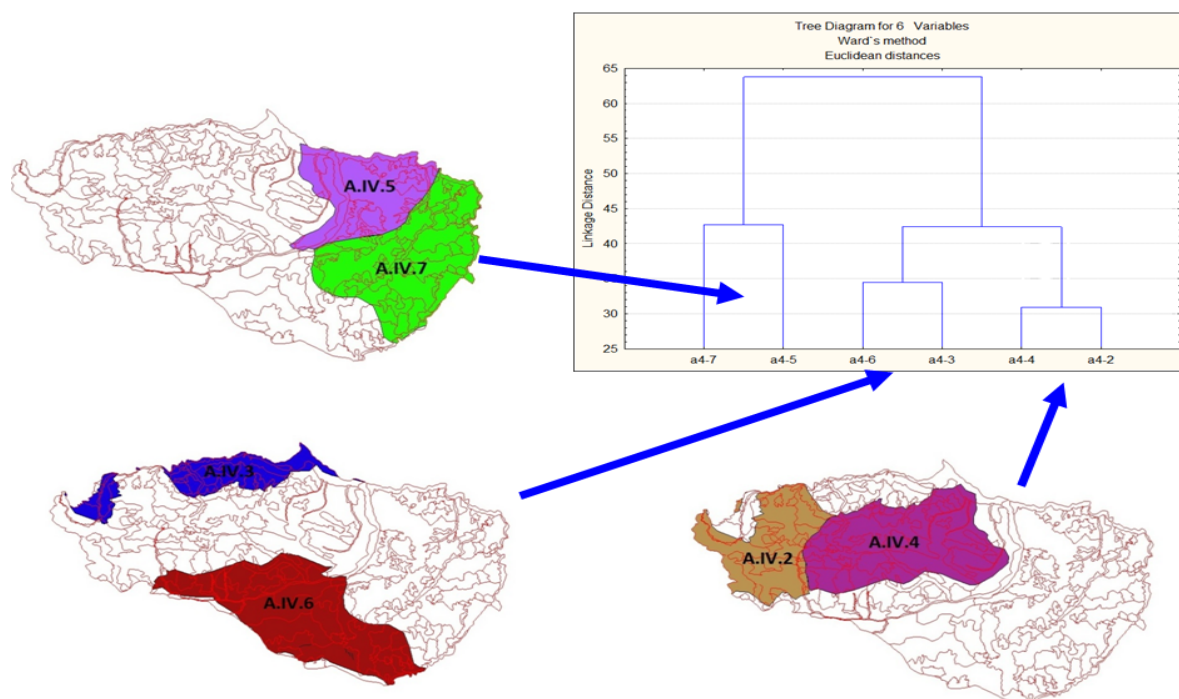 Tree Diagram for 6 Variables
Ward`s method
Euclidean distances
65
60
55
50
45
40
35
30
25
Linkage Distance
a4-7 a4-5 a4-6 a4-3 a4-4 a4-2
A.IV.5
A.IV.7
A.IV.3
A.IV.6
A.IV.2
A.IV.4